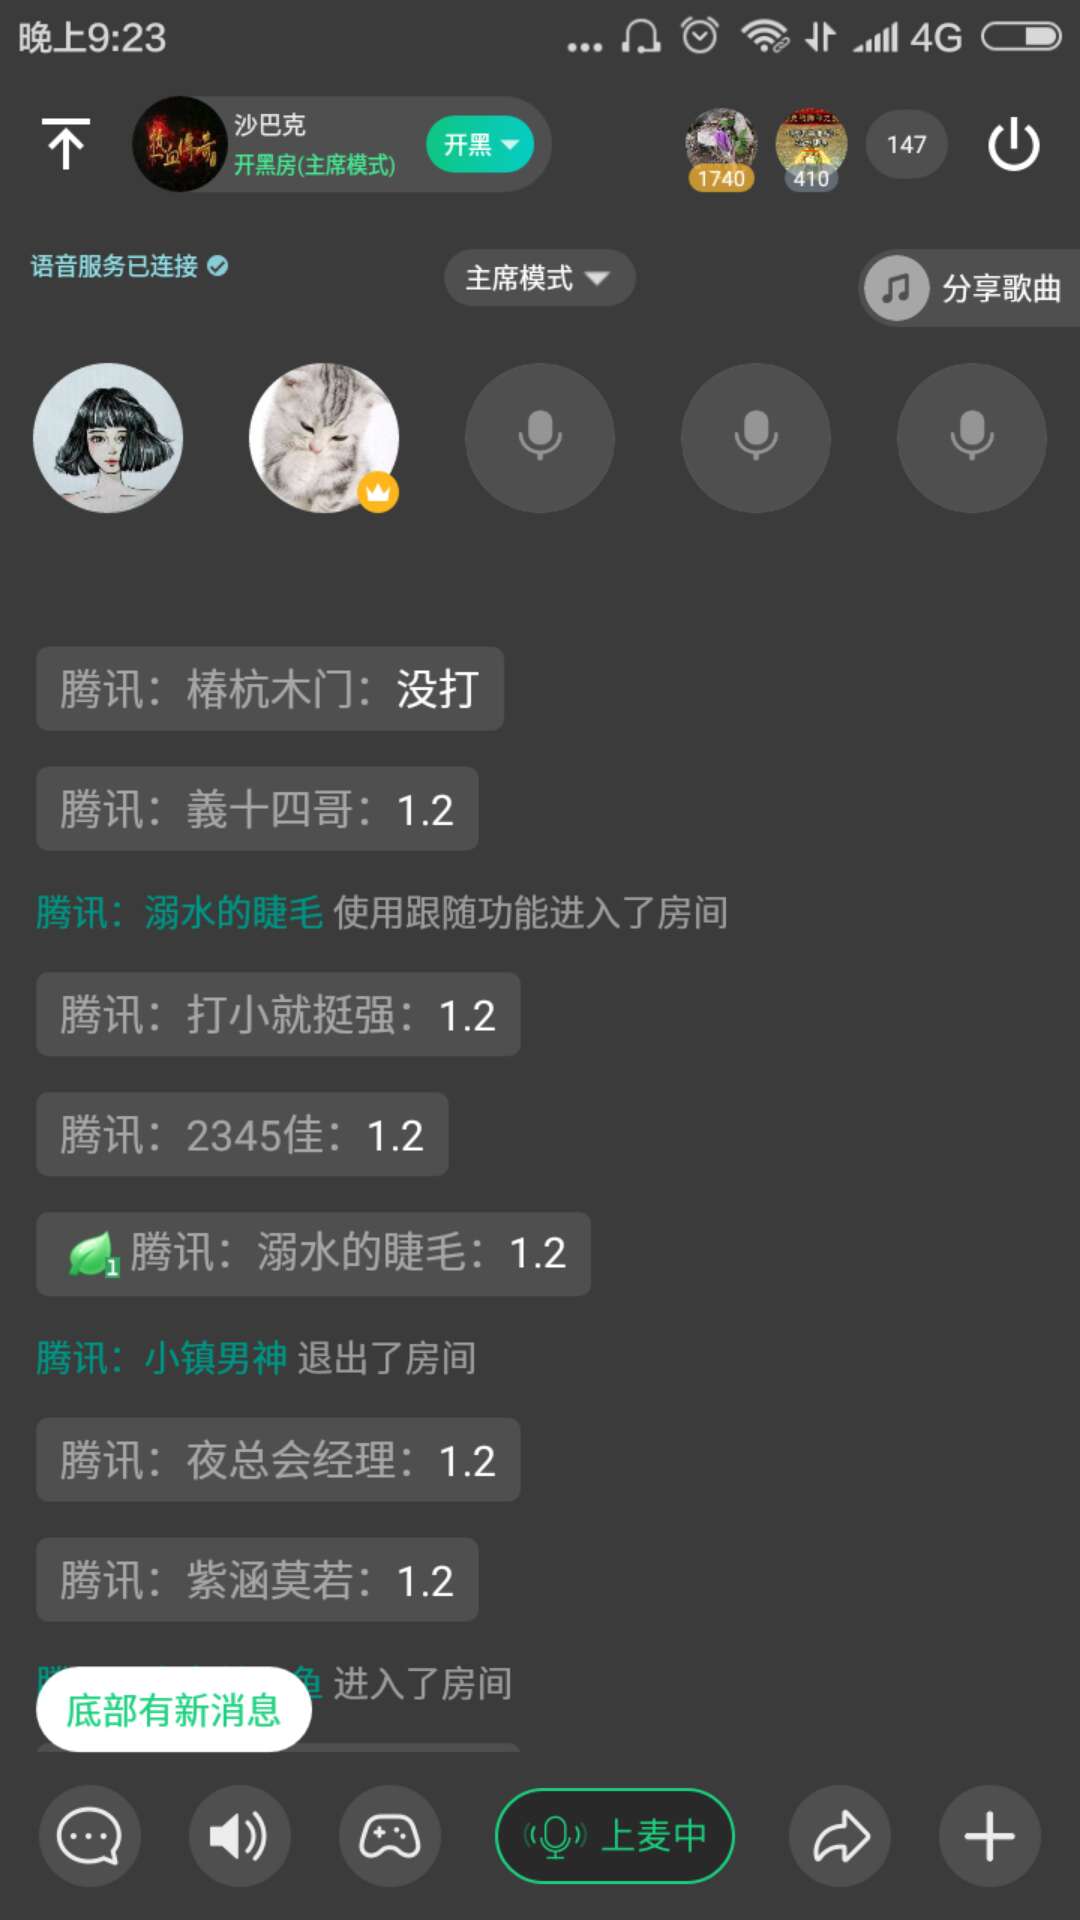 晚上9:23
4G
热血传奇
沙巴克
开黑房(主席模式)
开黑
1740
410
147
语音服务已连接
主席模式
分享歌曲
腾讯：椿杭木门：没打
腾讯：義十四哥：1.2
腾讯：溺水的睫毛 使用跟随功能进入了房间
腾讯：打小就挺强：1.2
腾讯：2345佳：1.2
1 腾讯：溺水的睫毛：1.2
腾讯：小镇男神 退出了房间
腾讯：夜总会经理：1.2
腾讯：紫涵莫若：1.2
鱼 进入了房间
底部有新消息
上麦中